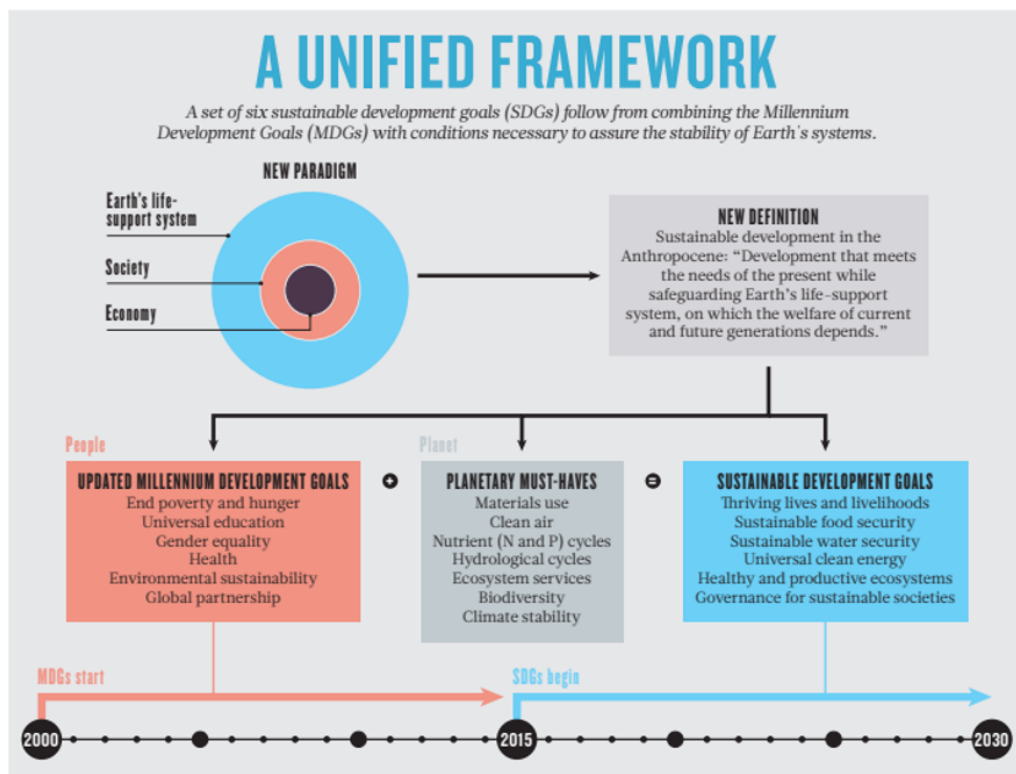 A UNIFIED FRAMEWORK
A set of six sustainable development goals (SDGs) follow from combining the Millennium
Development Goals (MDGs) with conditions necessary to assure the stability of Earth's systems.
NEW PARADIGM
Earth's life-
support system
Society
Economy
NEW DEFINITION
Sustainable development in the
Anthropocene: “Development that meets
the needs of the present while
safeguarding Earth's life-support
system, on which the welfare of current
and future generations depends.”
People
UPDATED MILLENNIUM DEVELOPMENT GOALS
End poverty and hunger
Universal education
Gender equality
Health
Environmental sustainability
Global partnership
+
Planet
PLANETARY MUST-HAVES
Materials use
Clean air
Nutrient (N and P) cycles
Hydrological cycles
Ecosystem services
Biodiversity
Climate stability
=
SUSTAINABLE DEVELOPMENT GOALS
Thriving lives and livelihoods
Sustainable food security
Sustainable water security
Universal clean energy
Healthy and productive ecosystems
Governance for sustainable societies
MDGs start
SDGs begin
2000
2015
2030